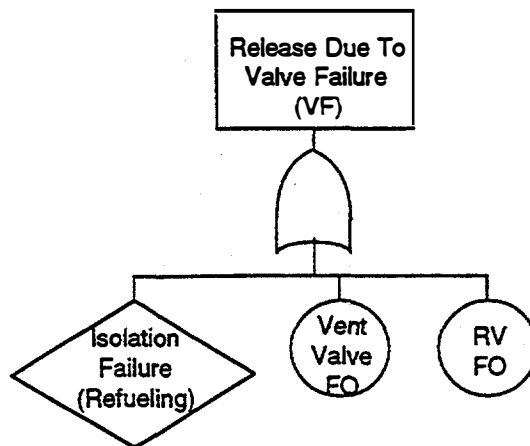 Release Due To
Valve Failure
(VF)
Isolation
Failure
(Refueling)
Vent
Valve
FO
RV
FO